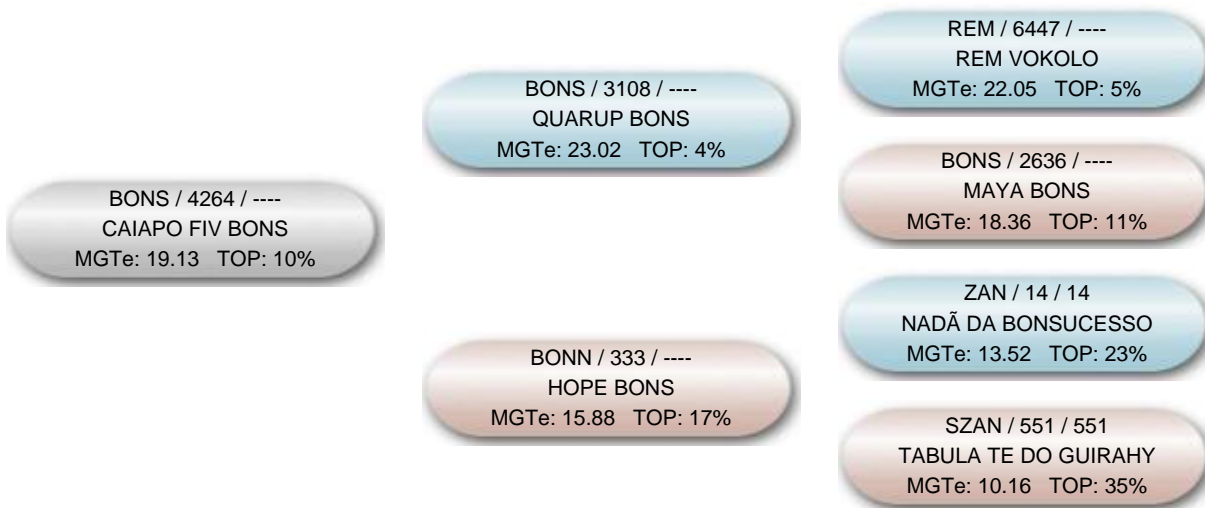 BONS / 4264 / ----
CAIAPO FIV BONS
MGTe: 19.13 TOP: 10%
BONS / 3108 / ----
QUARUP BONS
MGTe: 23.02 TOP: 4%
BONN / 333 / ----
HOPE BONS
MGTe: 15.88 TOP: 17%
REM / 6447 / ----
REM VOKOLO
MGTe: 22.05 TOP: 5%
BONS / 2636 / ----
MAYA BONS
MGTe: 18.36 TOP: 11%
ZAN / 14 / 14
NADÃ DA BONSUCESSO
MGTe: 13.52 TOP: 23%
SZAN / 551 / 551
TABULA TE DO GUIRAHY
MGTe: 10.16 TOP: 35%